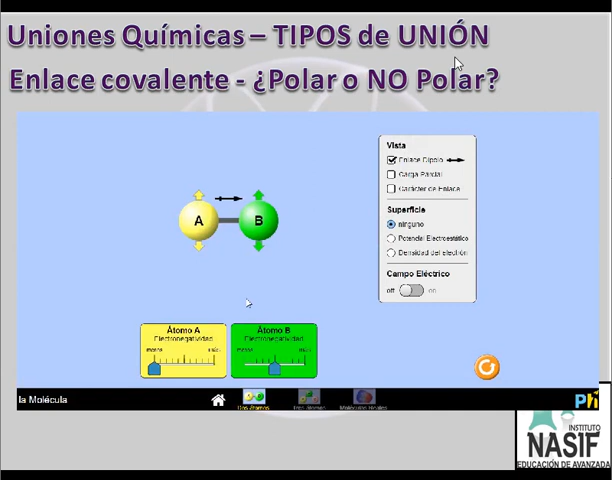 Uniones Químicas – TIPOS de UNIÓN
Enlace covalente - ¿Polar o NO Polar?
Vista
Enlace Dipolo
Carga Parcial
Carácter de Enlace
A
B
Superficie
ninguno
Potencial Electroestático
Densidad del electrón
Campo Eléctrico
off on
Átomo A
Electronegatividad
menos más
Átomo B
Electronegatividad
menos más
la Molécula
Dos Átomos
Tres Átomos
Moléculas Reales
Ph
INSTITUTO
NASIF
EDUCACIÓN DE AVANZADA